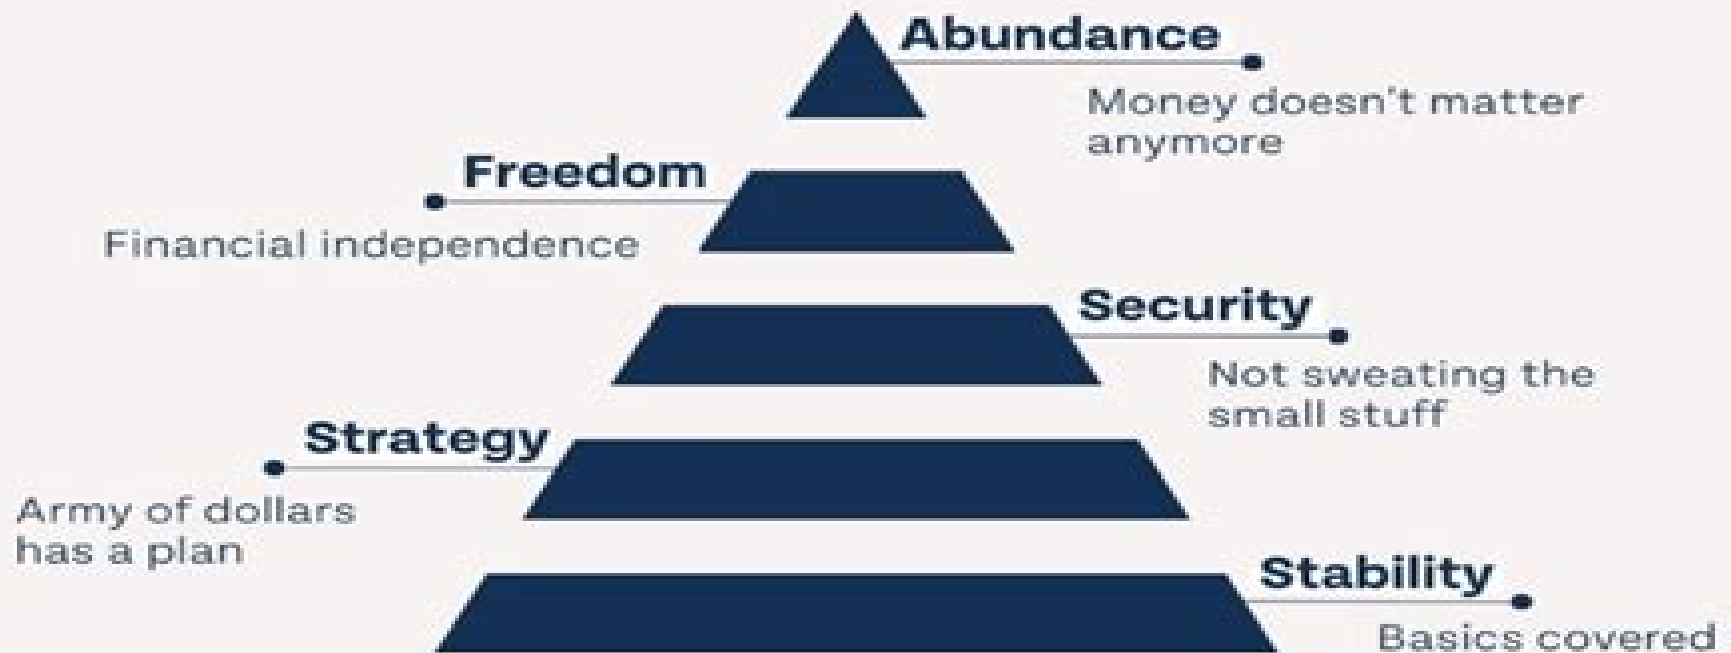 Abundance
Money doesn't matter
anymore
Freedom
Financial independence
Security
Not sweating the
small stuff
Strategy
Army of dollars
has a plan
Stability
Basics covered